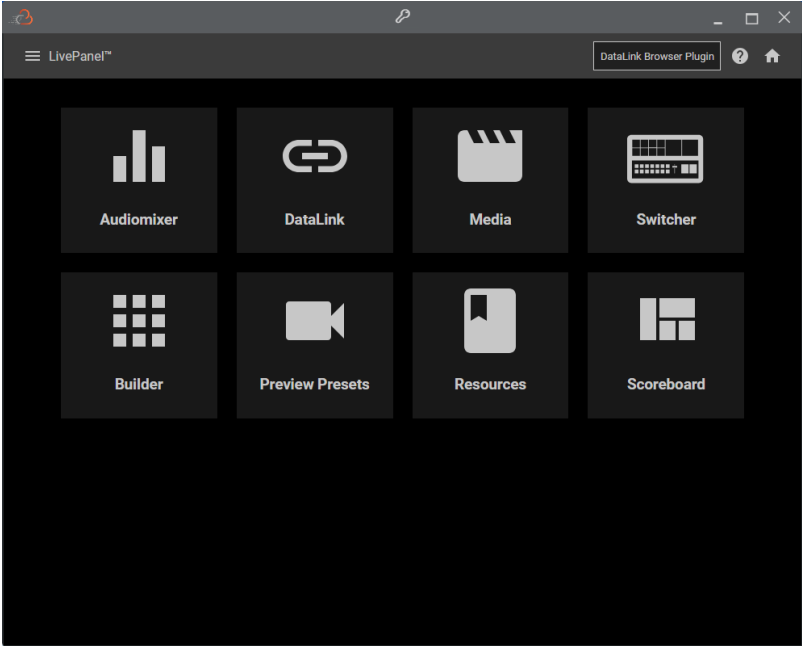 LivePanel™
DataLink Browser Plugin
Audiomixer
DataLink
Media
Switcher
Builder
Preview Presets
Resources
Scoreboard